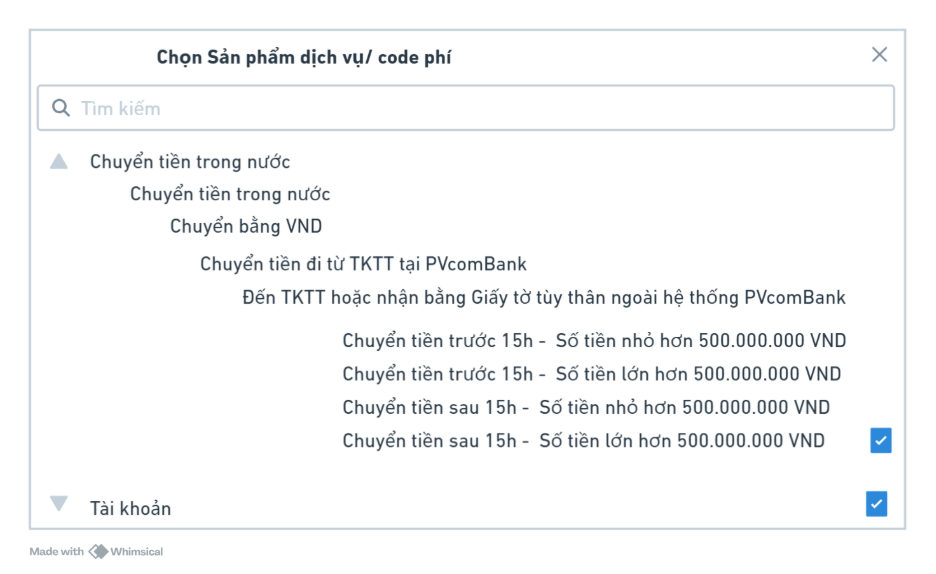 Chọn Sản phẩm dịch vụ/ code phí
Tìm kiếm
Chuyển tiền trong nước
Chuyển tiền trong nước
Chuyển bằng VND
Chuyển tiền đi từ TKTT tại PVcomBank
Đến TKTT hoặc nhận bằng Giấy tờ tùy thân ngoài hệ thống PVcomBank
Chuyển tiền trước 15h - Số tiền nhỏ hơn 500.000.000 VND
Chuyển tiền trước 15h - Số tiền lớn hơn 500.000.000 VND
Chuyển tiền sau 15h - Số tiền nhỏ hơn 500.000.000 VND
Chuyển tiền sau 15h - Số tiền lớn hơn 500.000.000 VND
Tài khoản
Made with Whimsical